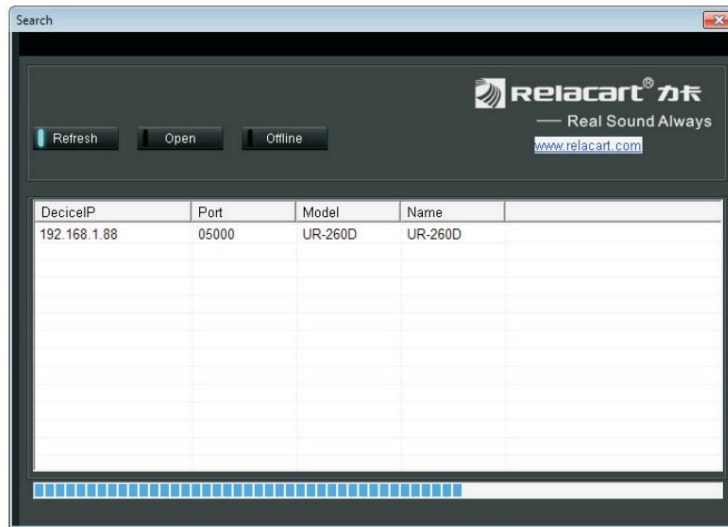 Search
Relacart® 力卡
— Real Sound Always
www.relacart.com
Refresh Open Offline
DeciceIP Port Model Name
192.168.1.88 05000 UR-260D UR-260D